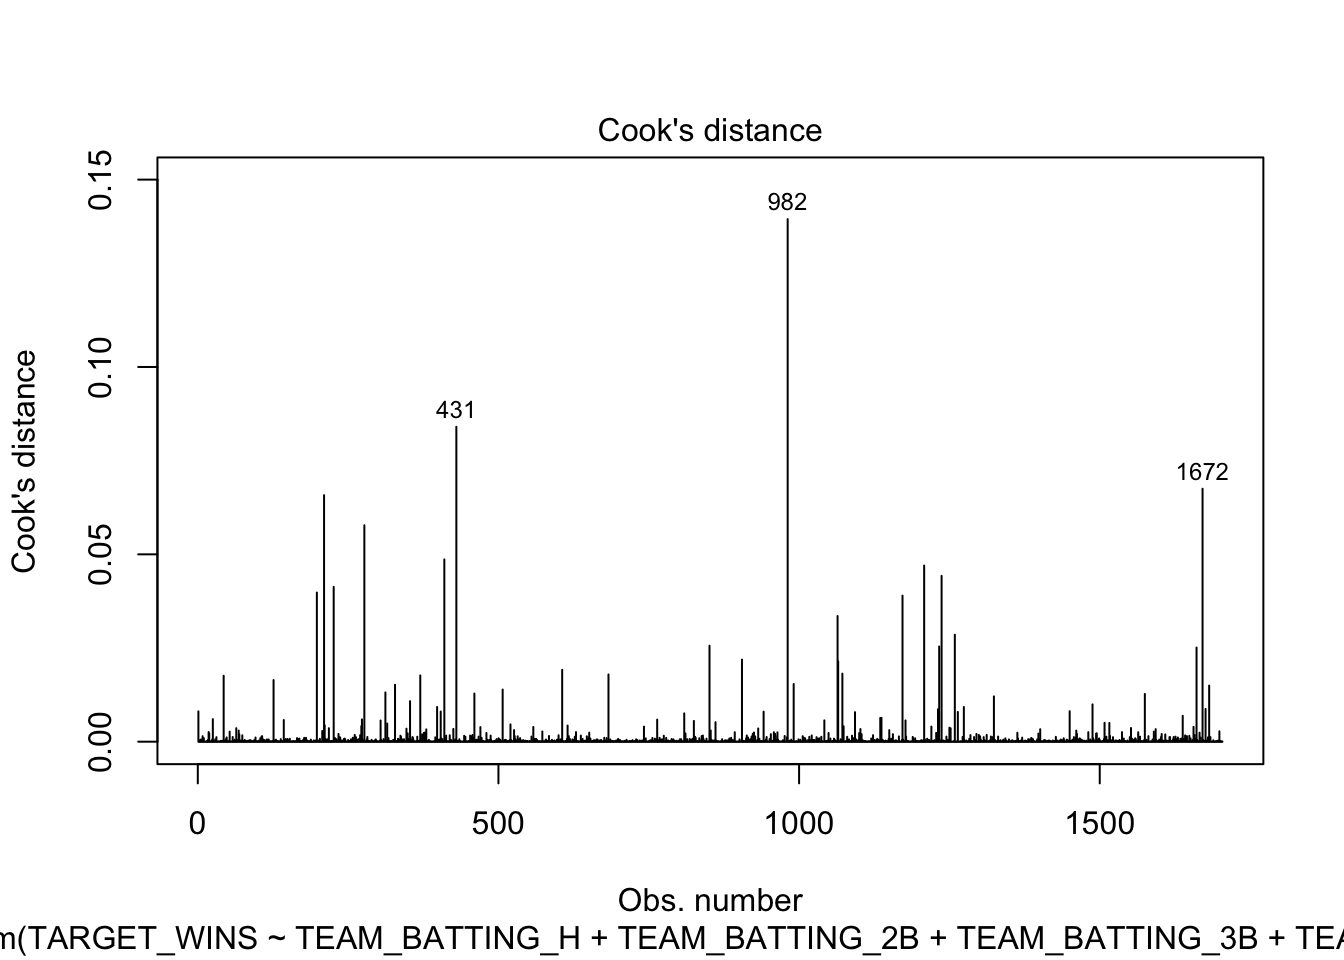 Cook's distance
0.15
982
0.10
431
1672
Cook's distance
0.05
0.00
0 500 1000 1500
Obs. number
m(TARGET_WINS ~ TEAM_BATTING_H + TEAM_BATTING_2B + TEAM_BATTING_3B + TEA